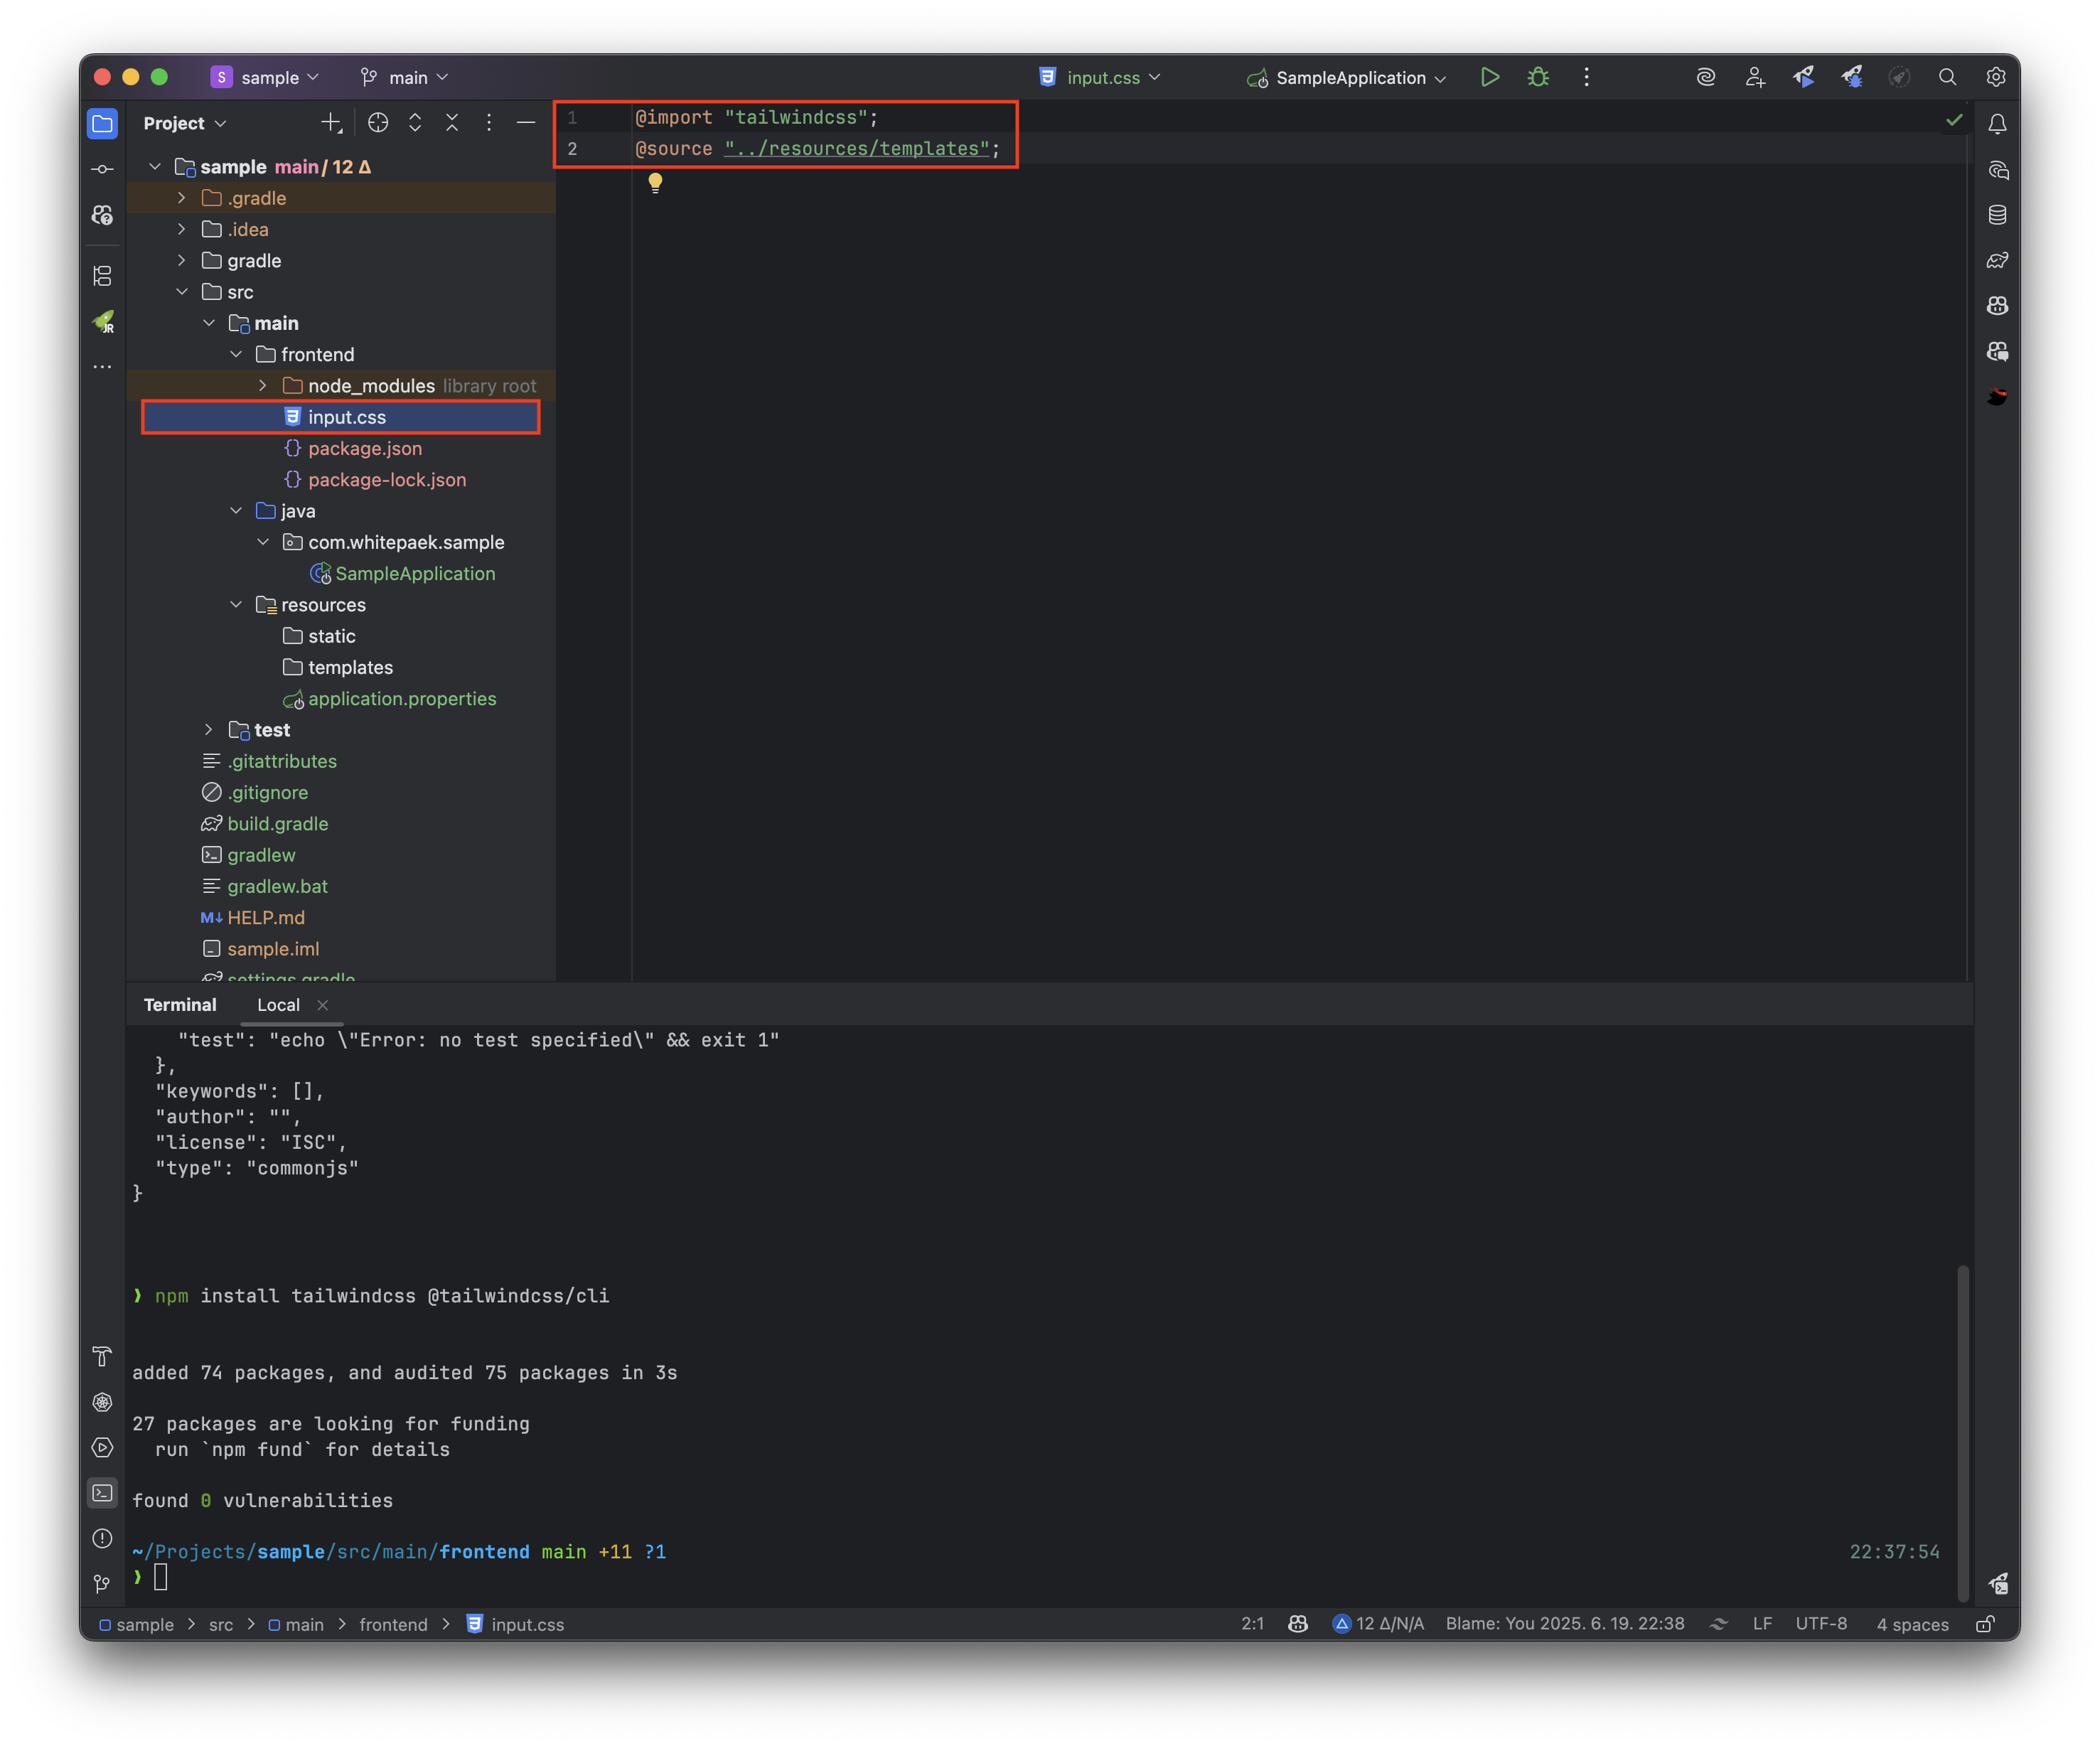 S sample main input.css SampleApplication
Project
sample main / 12 Δ
.gradle
.idea
gradle
src
main
frontend
node_modules library root
input.css
package.json
package-lock.json
java
com.whitepaek.sample
SampleApplication
resources
static
templates
application.properties
test
.gitattributes
.gitignore
build.gradle
gradlew
gradlew.bat
M↓ HELP.md
sample.iml
settings.gradle
1 @import "tailwindcss";
2 @source "../resources/templates";
Terminal Local
"test": "echo \"Error: no test specified\" && exit 1"
},
"keywords": [],
"author": "",
"license": "ISC",
"type": "commonjs"
}
❯ npm install tailwindcss @tailwindcss/cli
added 74 packages, and audited 75 packages in 3s
27 packages are looking for funding
run `npm fund` for details
found 0 vulnerabilities
~/Projects/sample/src/main/frontend main +11 ?1 22:37:54
❯
sample > src > main > frontend > input.css 2:1 12 Δ/N/A Blame: You 2025. 6. 19. 22:38 LF UTF-8 4 spaces